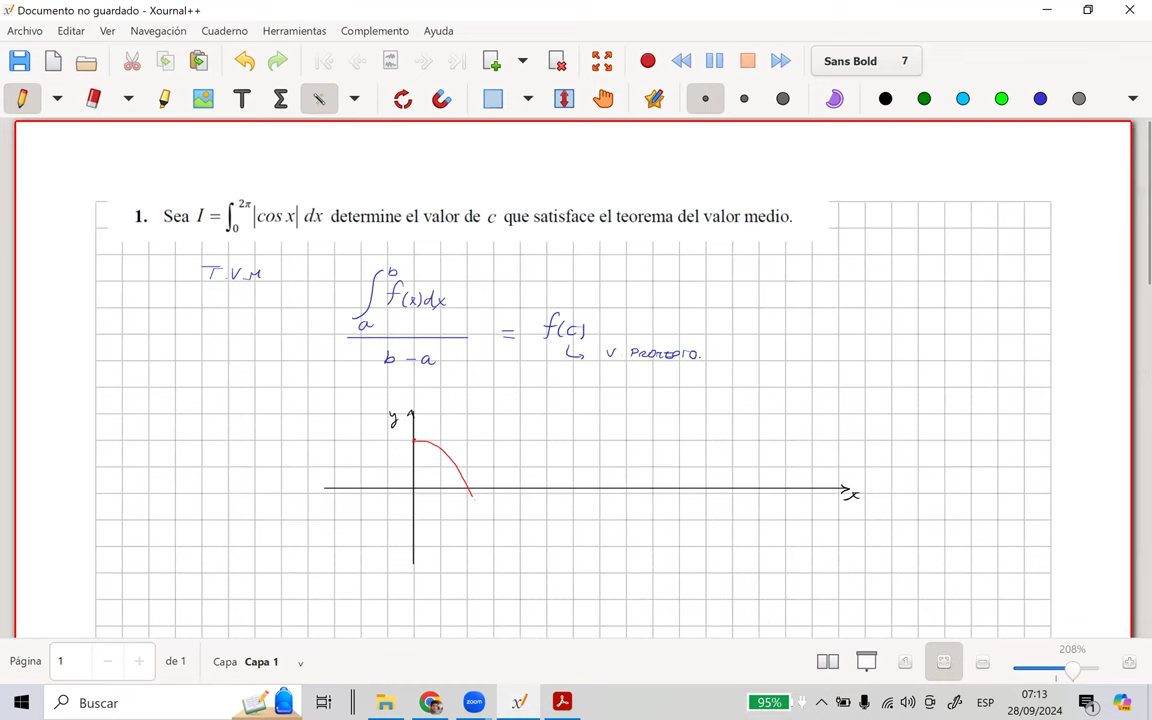 Documento no guardado - Xournal++
Archivo Editar Ver Navegación Cuaderno Herramientas Complemento Ayuda
Sans Bold 7
1. Sea I = ∫₀^{2π} |cos x| dx determine el valor de c que satisface el teorema del valor medio.
T.V.M
∫ₐᵇ f(x)dx
= f(c)
b - a
y
x
Página 1 de 1 Capa Capa 1
208%
Buscar
95%
ESP
07:13
28/09/2024